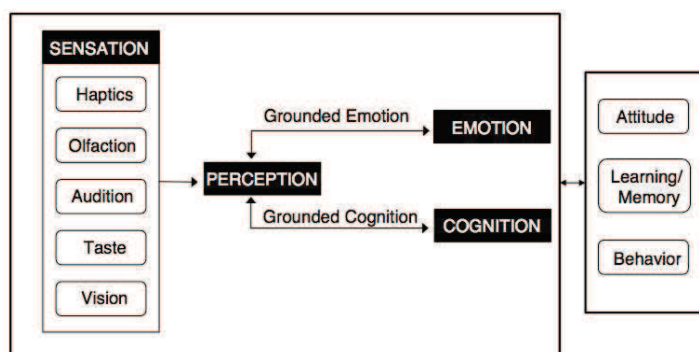 SENSATION
Haptics
Olfaction
Audition
Taste
Vision
PERCEPTION
Grounded Emotion
EMOTION
Grounded Cognition
COGNITION
Attitude
Learning/
Memory
Behavior